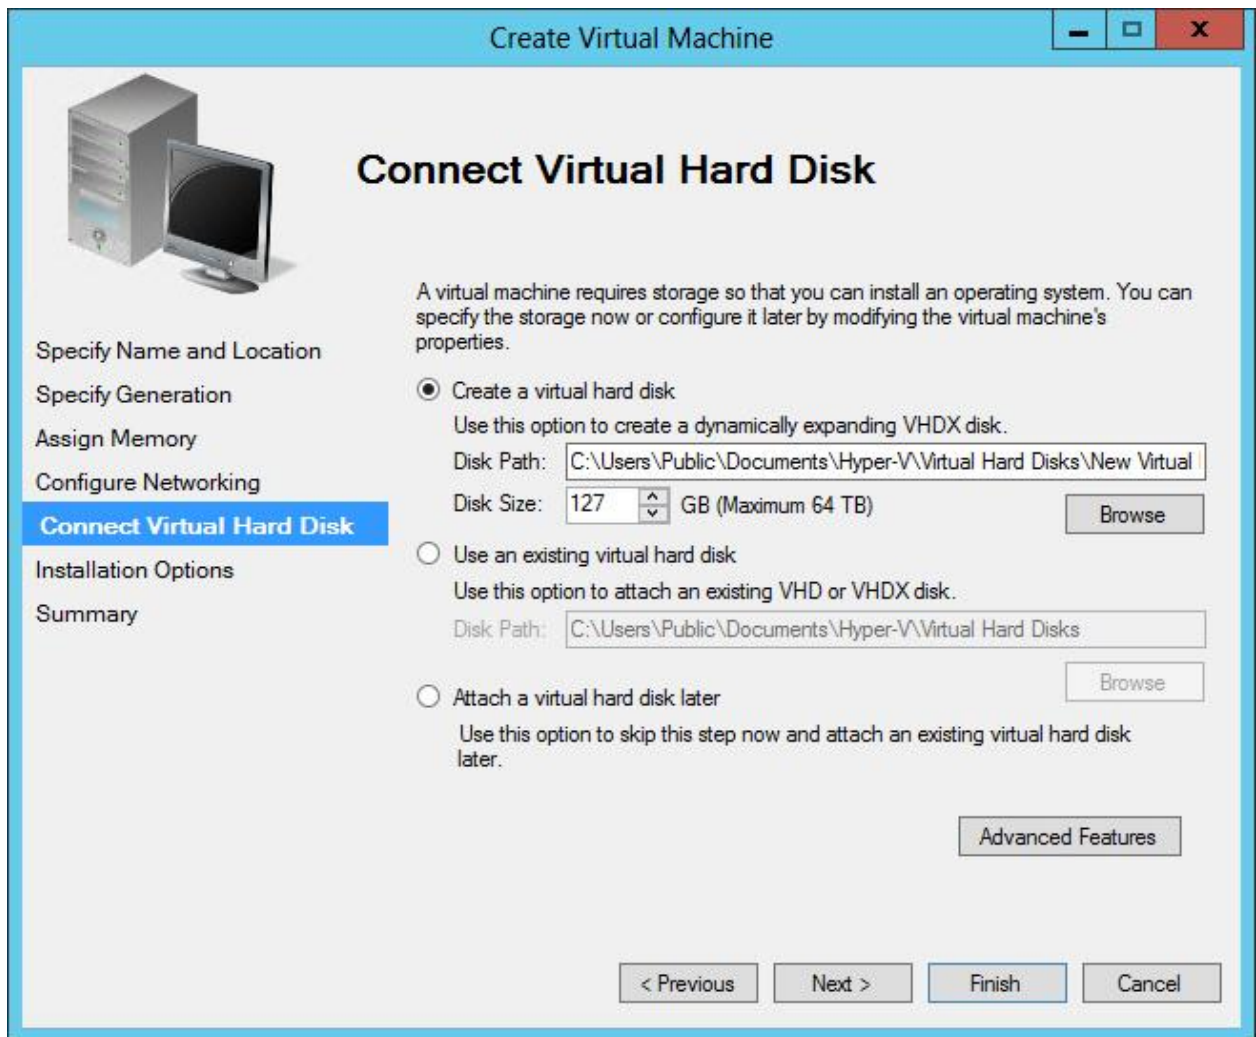 Create Virtual Machine
Connect Virtual Hard Disk
Specify Name and Location
Specify Generation
Assign Memory
Configure Networking
Connect Virtual Hard Disk
Installation Options
Summary
A virtual machine requires storage so that you can install an operating system. You can
specify the storage now or configure it later by modifying the virtual machine's
properties.
Create a virtual hard disk
Use this option to create a dynamically expanding VHDX disk.
Disk Path: C:\Users\Public\Documents\Hyper-V\Virtual Hard Disks\New Virtual
Disk Size: 127 GB (Maximum 64 TB)
Browse
Use an existing virtual hard disk
Use this option to attach an existing VHD or VHDX disk.
Disk Path: C:\Users\Public\Documents\Hyper-V\Virtual Hard Disks
Browse
Attach a virtual hard disk later
Use this option to skip this step now and attach an existing virtual hard disk
later.
Advanced Features
< Previous Next > Finish Cancel